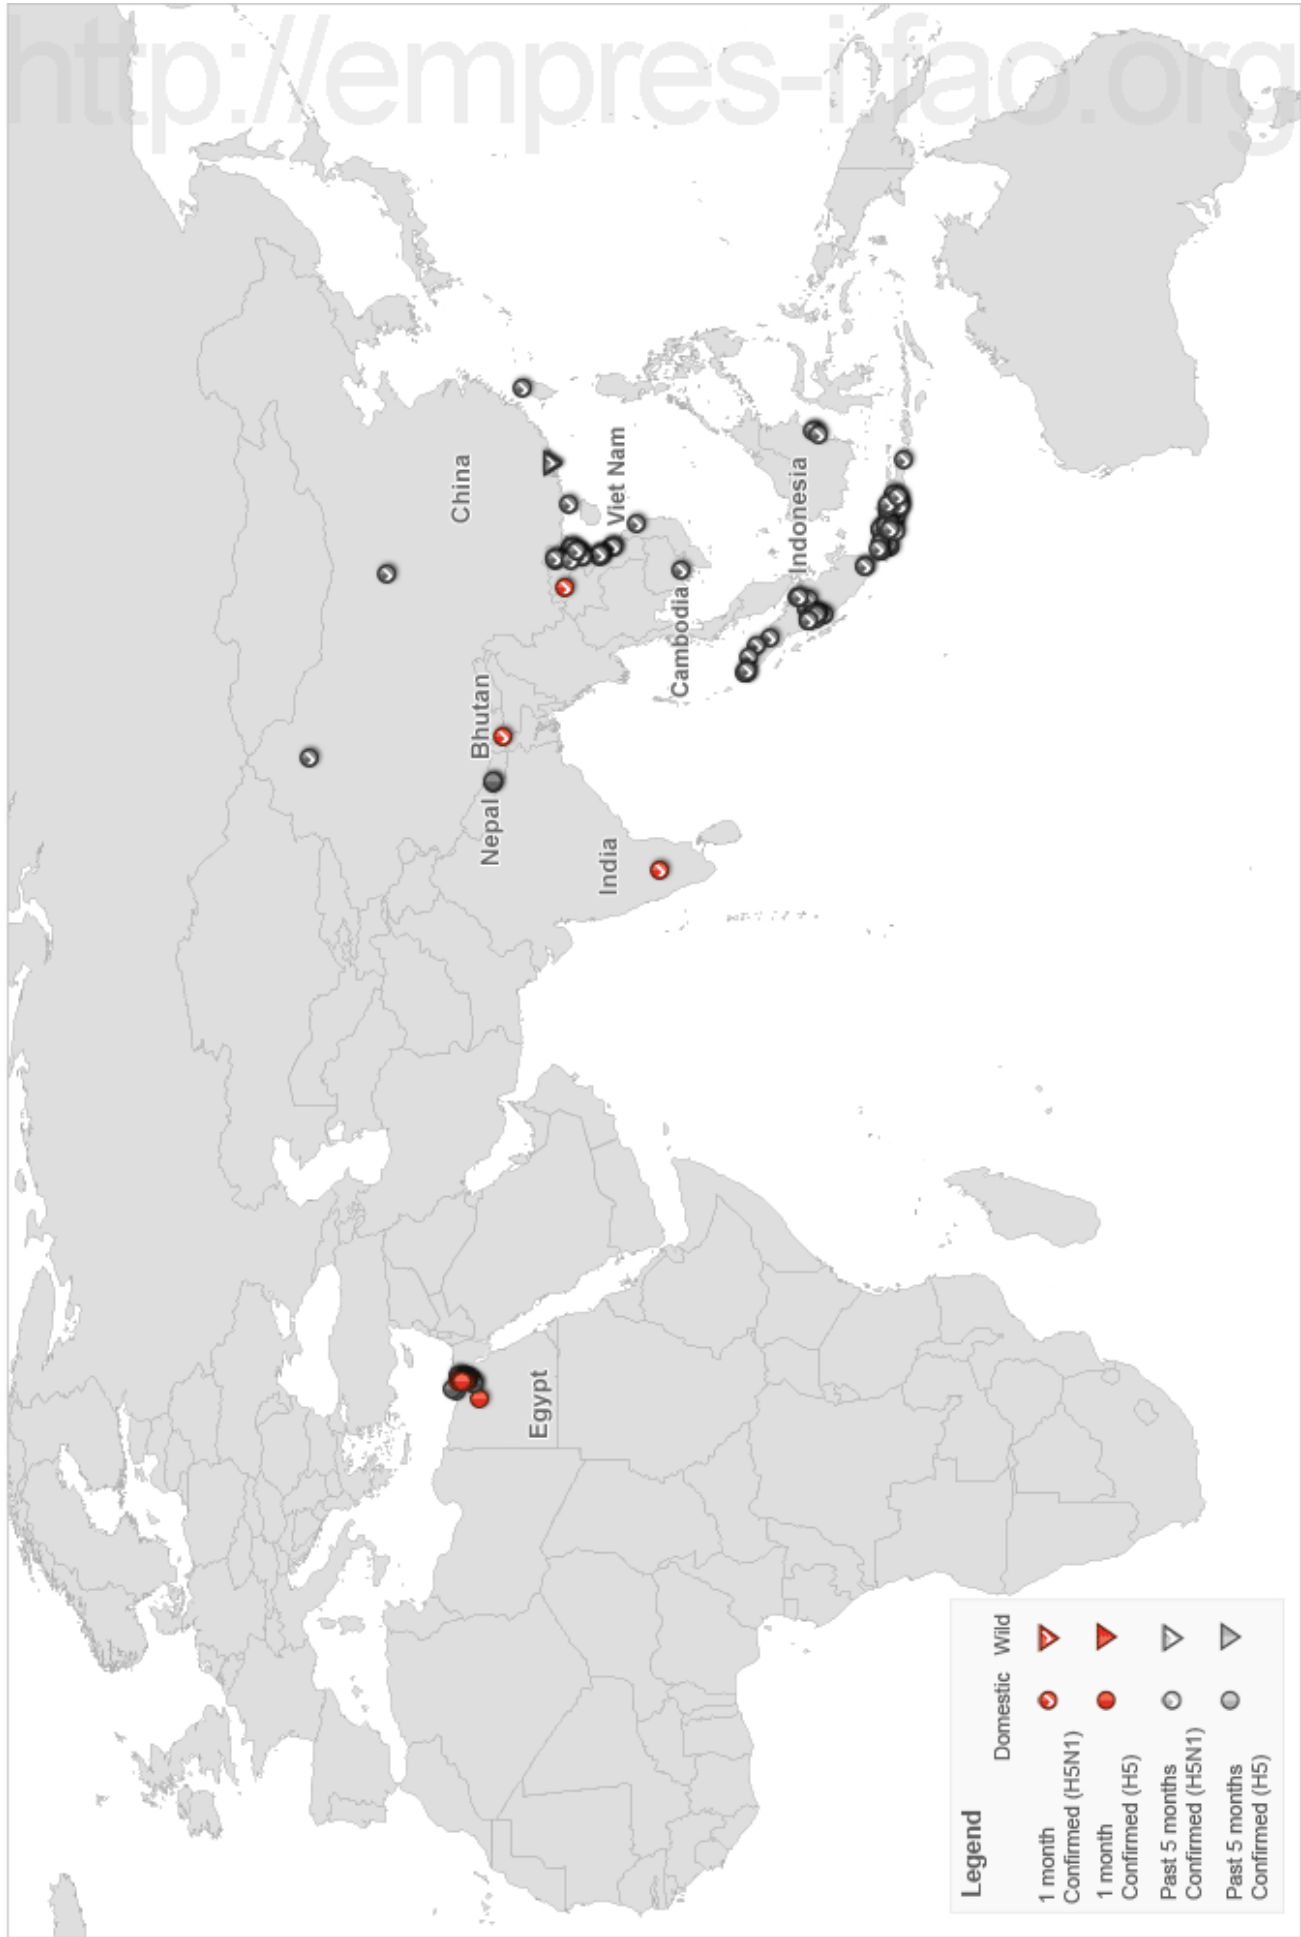 http://empres-i.fao.org
China
Viet Nam
Bhutan
Nepal
Cambodia
Indonesia
India
Egypt
Legend
Domestic Wild
1 month
Confirmed (H5N1)
1 month
Confirmed (H5)
Past 5 months
Confirmed (H5N1)
Past 5 months
Confirmed (H5)